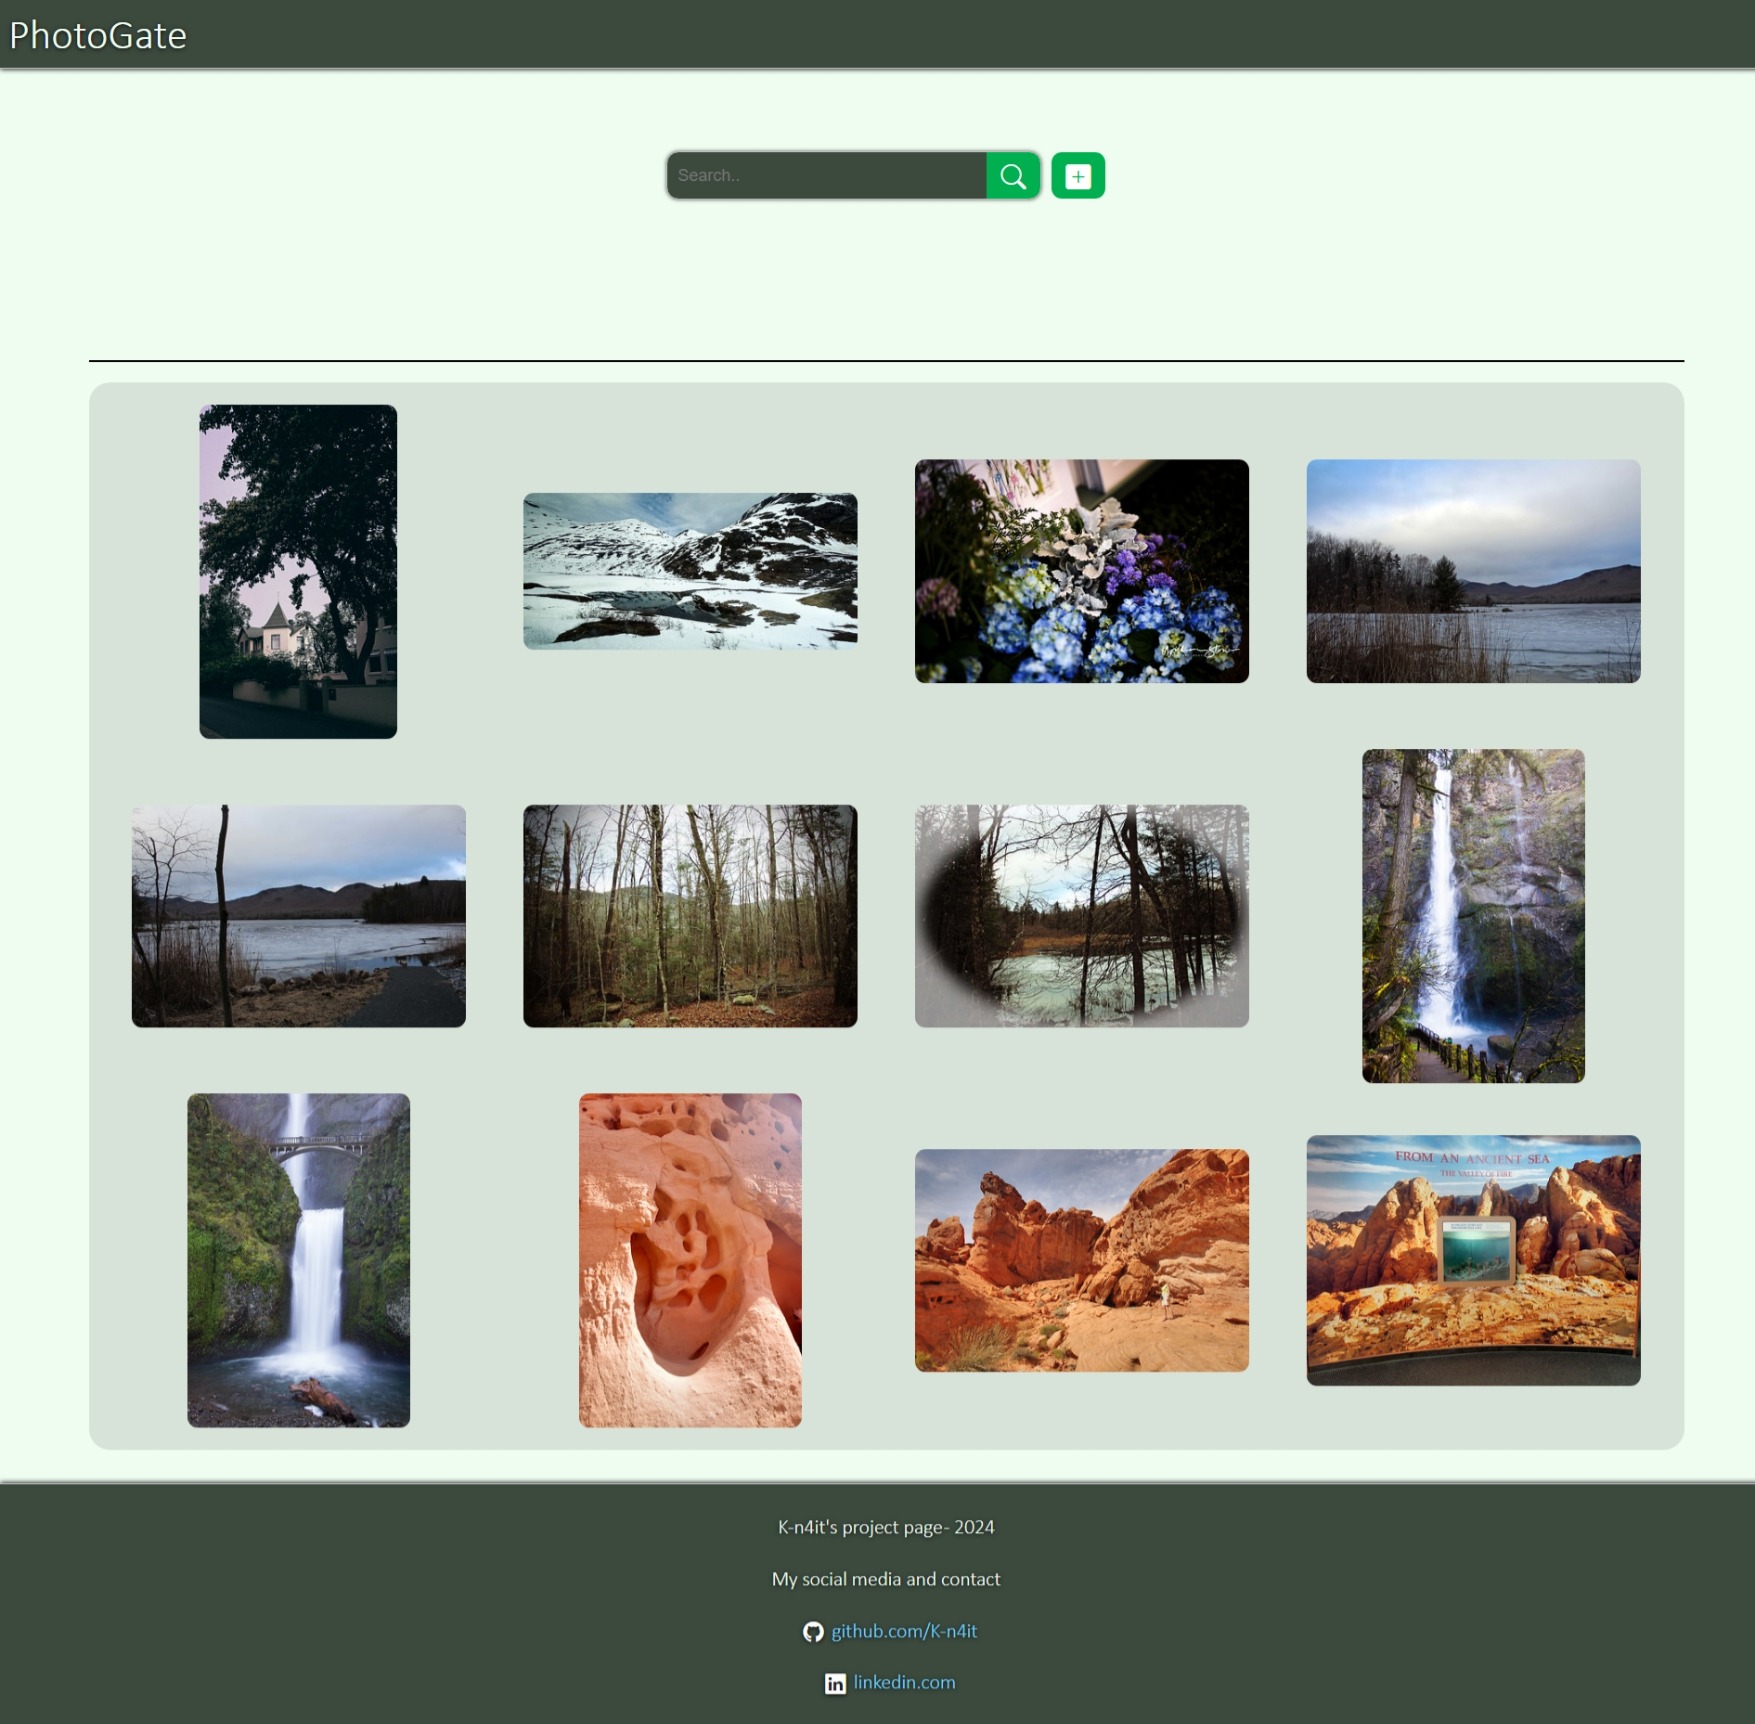 PhotoGate
Search..
FROM AN ANCIENT SEA
THE VALLEY OF FIRE
K-n4it's project page- 2024
My social media and contact
github.com/K-n4it
in linkedin.com